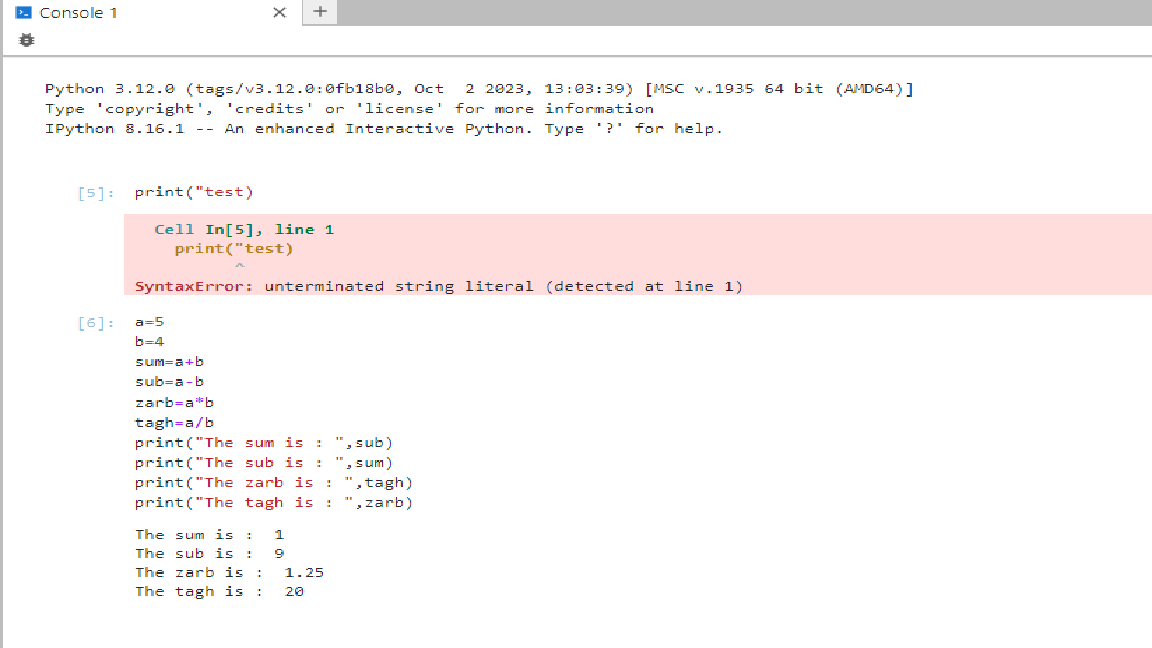 Console 1
Python 3.12.0 (tags/v3.12.0:0fb18b0, Oct  2 2023, 13:03:39) [MSC v.1935 64 bit (AMD64)]
Type 'copyright', 'credits' or 'license' for more information
IPython 8.16.1 -- An enhanced Interactive Python. Type '?' for help.
[5]: print("test)
Cell In[5], line 1
print("test)
^
SyntaxError: unterminated string literal (detected at line 1)
[6]: a=5
b=4
sum=a+b
sub=a-b
zarb=a*b
tagh=a/b
print("The sum is : ",sub)
print("The sub is : ",sum)
print("The zarb is : ",tagh)
print("The tagh is : ",zarb)
The sum is :  1
The sub is :  9
The zarb is :  1.25
The tagh is :  20